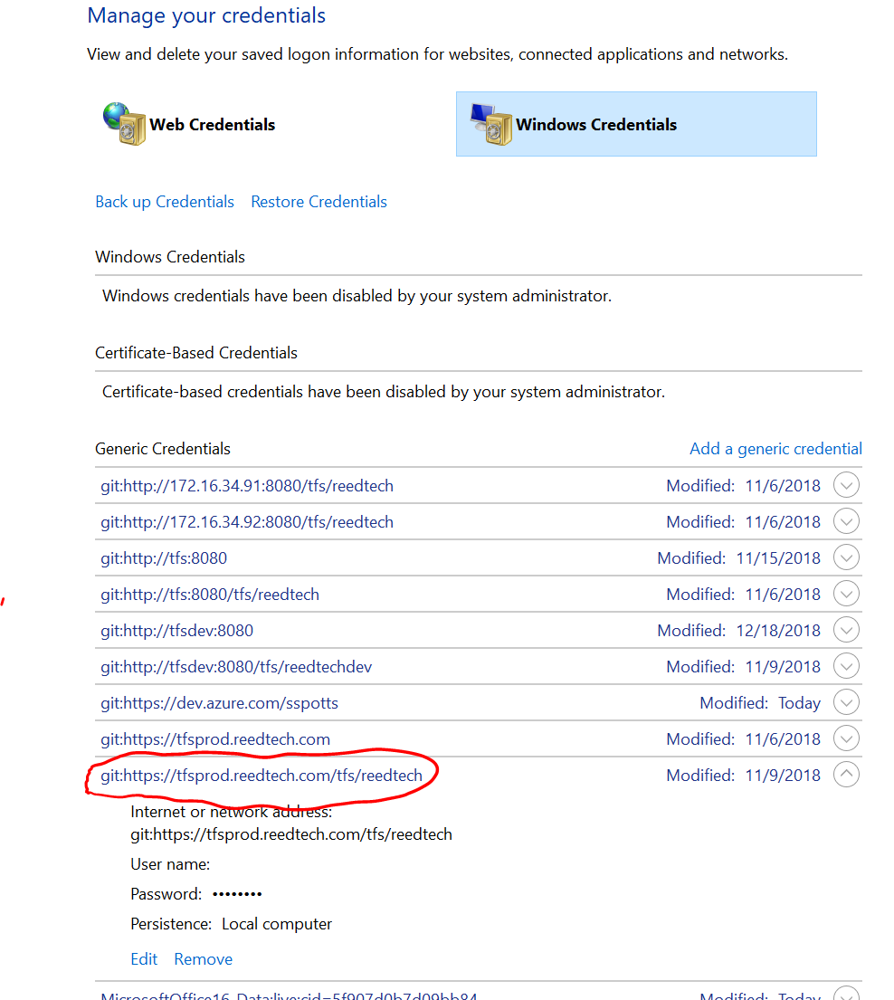 Manage your credentials
View and delete your saved logon information for websites, connected applications and networks.
Web Credentials
Windows Credentials
Back up Credentials Restore Credentials
Windows Credentials
Windows credentials have been disabled by your system administrator.
Certificate-Based Credentials
Certificate-based credentials have been disabled by your system administrator.
Generic Credentials Add a generic credential
git:http://172.16.34.91:8080/tfs/reedtech Modified: 11/6/2018
git:http://172.16.34.92:8080/tfs/reedtech Modified: 11/6/2018
git:http://tfs:8080 Modified: 11/15/2018
git:http://tfs:8080/tfs/reedtech Modified: 11/6/2018
git:http://tfsdev:8080 Modified: 12/18/2018
git:http://tfsdev:8080/tfs/reedtechdev Modified: 11/9/2018
git:https://dev.azure.com/sspotts Modified: Today
git:https://tfsprod.reedtech.com Modified: 11/6/2018
git:https://tfsprod.reedtech.com/tfs/reedtech Modified: 11/9/2018
Internet or network address:
git:https://tfsprod.reedtech.com/tfs/reedtech
User name:
Password: ••••••••
Persistence: Local computer
Edit Remove
MicrosoftOffice16_Data:live:cid=5f907d0b7d09bb84 Modified: Today